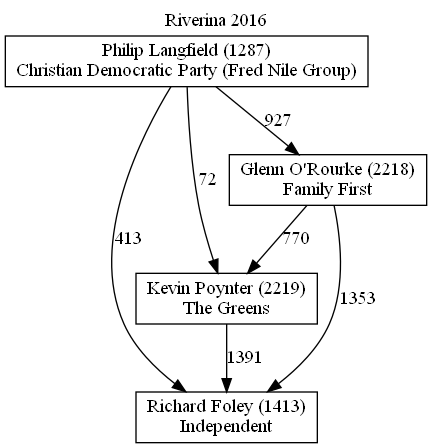 Riverina 2016
Philip Langfield (1287)
Christian Democratic Party (Fred Nile Group)
927
Glenn O'Rourke (2218)
Family First
72
413
770
1353
Kevin Poynter (2219)
The Greens
1391
Richard Foley (1413)
Independent